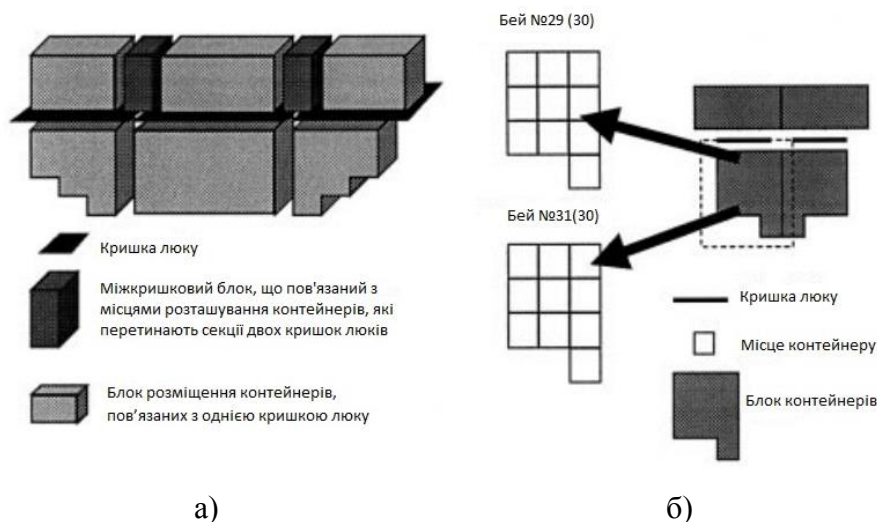 Бей №29 (30)
Бей №31(30)
Кришка люку
Міжкришковий блок, що пов'язаний з
місцями розташування контейнерів, які
перетинають секції двох кришок люків
Блок розміщення контейнерів,
пов’язаних з однією кришкою люку
Кришка люку
Місце контейнеру
Блок контейнерів
а)
б)